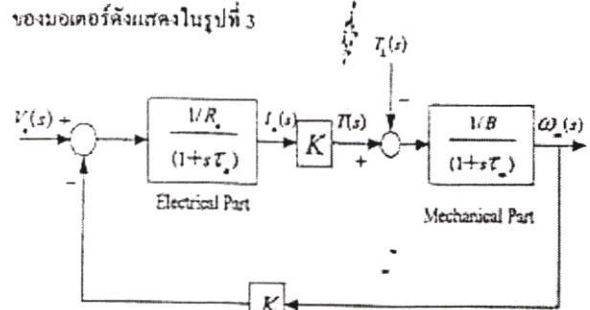 ของมอเตอร์ดังแสดงในรูปที่ 3
T_L(s)
V_a(s) +
1/R_a
(1+sτ_a)
I_a(s)
K
T(s)
+
−
1/B
(1+sτ_m)
ω_m(s)
−
Electrical Part
Mechanical Part
K